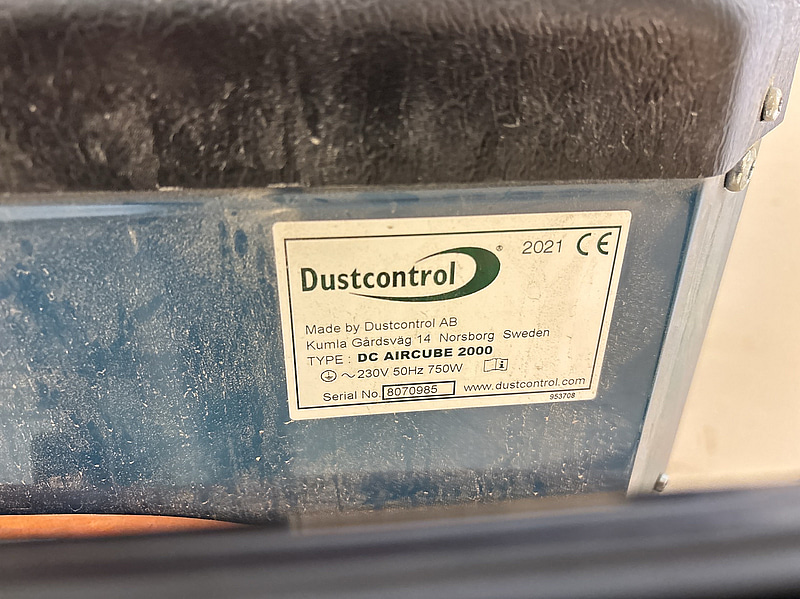 Dustcontrol® 2021 CE
Made by Dustcontrol AB
Kumla Gårdsväg 14 Norsborg Sweden
TYPE : DC AIRCUBE 2000
~230V 50Hz 750W
Serial No. 8070985 www.dustcontrol.com
953708